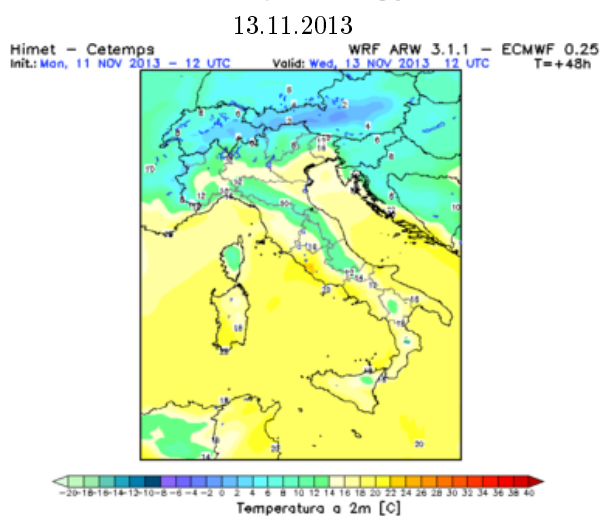 13.11.2013
Himet - Cetemps WRF ARW 3.1.1 - ECMWF 0.25
Init.: Mon, 11 NOV 2013 - 12 UTC Valid: Wed, 13 NOV 2013 12 UTC T=+48h
-20 -18 -16 -14 -12 -10 -8 -6 -4 -2 0 2 4 6 8 10 12 14 16 18 20 22 24 26 28 30 32 34 36 38 40
Temperatura a 2m [C]